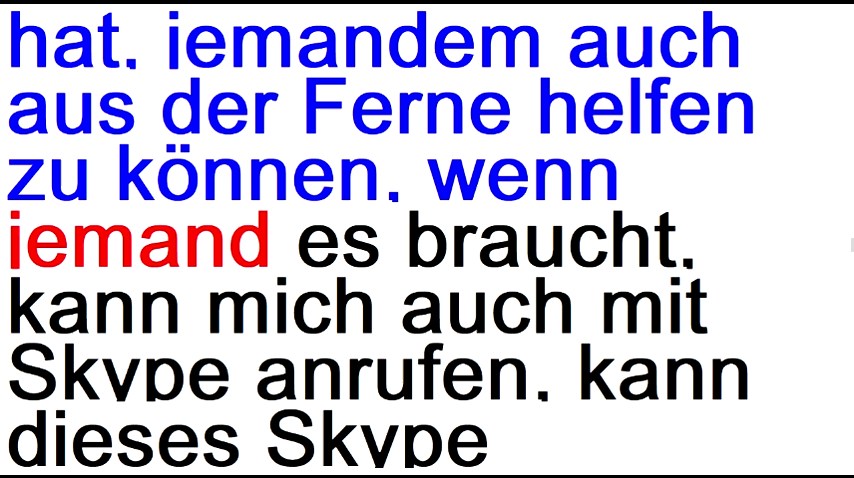 hat, jemandem auch
aus der Ferne helfen
zu können, wenn
jemand es braucht,
kann mich auch mit
Skype anrufen, kann
dieses Skype